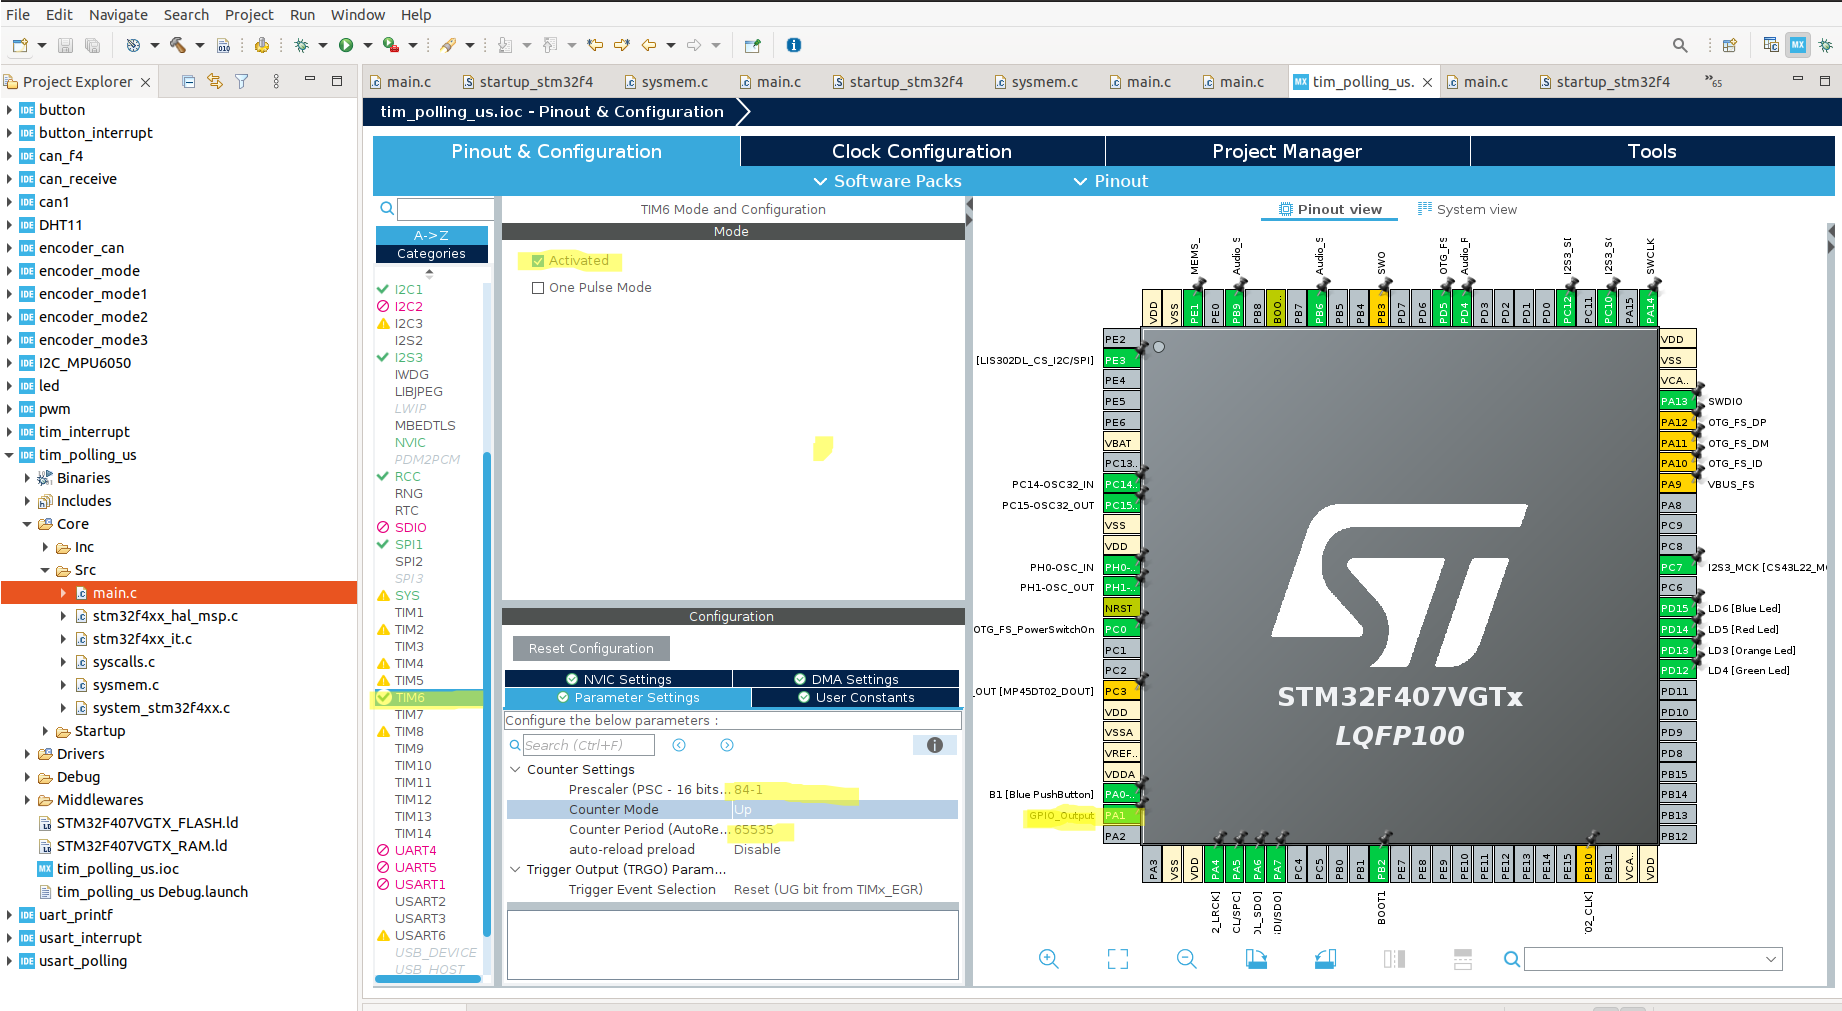 File Edit Navigate Search Project Run Window Help
Project Explorer
main.c startup_stm32f4 sysmem.c main.c startup_stm32f4 sysmem.c main.c main.c tim_polling_us. main.c startup_stm32f4 »65
button
button_interrupt
can_f4
can_receive
can1
DHT11
encoder_can
encoder_mode
encoder_mode1
encoder_mode2
encoder_mode3
I2C_MPU6050
led
pwm
tim_interrupt
tim_polling_us
Binaries
Includes
Core
Inc
Src
main.c
stm32f4xx_hal_msp.c
stm32f4xx_it.c
syscalls.c
sysmem.c
system_stm32f4xx.c
Startup
Drivers
Debug
Middlewares
STM32F407VGTX_FLASH.ld
STM32F407VGTX_RAM.ld
tim_polling_us.ioc
tim_polling_us Debug.launch
uart_printf
usart_interrupt
usart_polling
tim_polling_us.ioc - Pinout & Configuration
Pinout & Configuration Clock Configuration Project Manager Tools
Software Packs Pinout
A->Z
Categories
I2C1
I2C2
I2C3
I2S2
I2S3
IWDG
LIBJPEG
LWIP
MBEDTLS
NVIC
PDM2PCM
RCC
RNG
RTC
SDIO
SPI1
SPI2
SPI3
SYS
TIM1
TIM2
TIM3
TIM4
TIM5
TIM6
TIM7
TIM8
TIM9
TIM10
TIM11
TIM12
TIM13
TIM14
UART4
UART5
USART1
USART2
USART3
USART6
USB_DEVICE
USB_HOST
TIM6 Mode and Configuration
Mode
Activated
One Pulse Mode
Configuration
Reset Configuration
NVIC Settings DMA Settings
Parameter Settings User Constants
Configure the below parameters :
Search (Ctrl+F)
Counter Settings
Prescaler (PSC - 16 bits... 84-1
Counter Mode Up
Counter Period (AutoRe... 65535
auto-reload preload Disable
Trigger Output (TRGO) Param...
Trigger Event Selection Reset (UG bit from TIMx_EGR)
Pinout view System view
MEMS_ Audio_S Audio_S SWO OTG_FS Audio_R I2S3_SD I2S3_SC SWCLK
VDD VSS PE1 PE0 PB9 PB8 BOO.. PB7 PB6 PB5 PB4 PB3 PD7 PD6 PD5 PD4 PD3 PD2 PD1 PD0 PC12 PC11 PC10 PA15 PA14
PE2
[LIS302DL_CS_I2C/SPI] PE3
PE4
PE5
PE6
VBAT
PC13..
PC14-OSC32_IN PC14..
PC15-OSC32_OUT PC15..
VSS
VDD
PH0-OSC_IN PH0-..
PH1-OSC_OUT PH1-..
NRST
OTG_FS_PowerSwitchOn PC0
PC1
PC2
_OUT [MP45DT02_DOUT] PC3
VDD
VSSA
VREF..
VDDA
B1 [Blue PushButton] PA0-..
GPIO_Output PA1
PA2
STM32F407VGTx
LQFP100
VDD
VSS
VCA..
PA13 SWDIO
PA12 OTG_FS_DP
PA11 OTG_FS_DM
PA10 OTG_FS_ID
PA9 VBUS_FS
PA8
PC9
PC8
PC7 I2S3_MCK [CS43L22_M
PC6
PD15 LD6 [Blue Led]
PD14 LD5 [Red Led]
PD13 LD3 [Orange Led]
PD12 LD4 [Green Led]
PD11
PD10
PD9
PD8
PB15
PB14
PB13
PB12
PA3 VSS VDD PA4 PA5 PA6 PA7 PC4 PC5 PB0 PB1 PB2 PE7 PE8 PE9 PE10 PE11 PE12 PE13 PE14 PE15 PB10 PB11 VCA.. VDD
2_LRCK] CL/SPC] OL_SDO] SDI/SDO] BOOT1 T02_CLK]